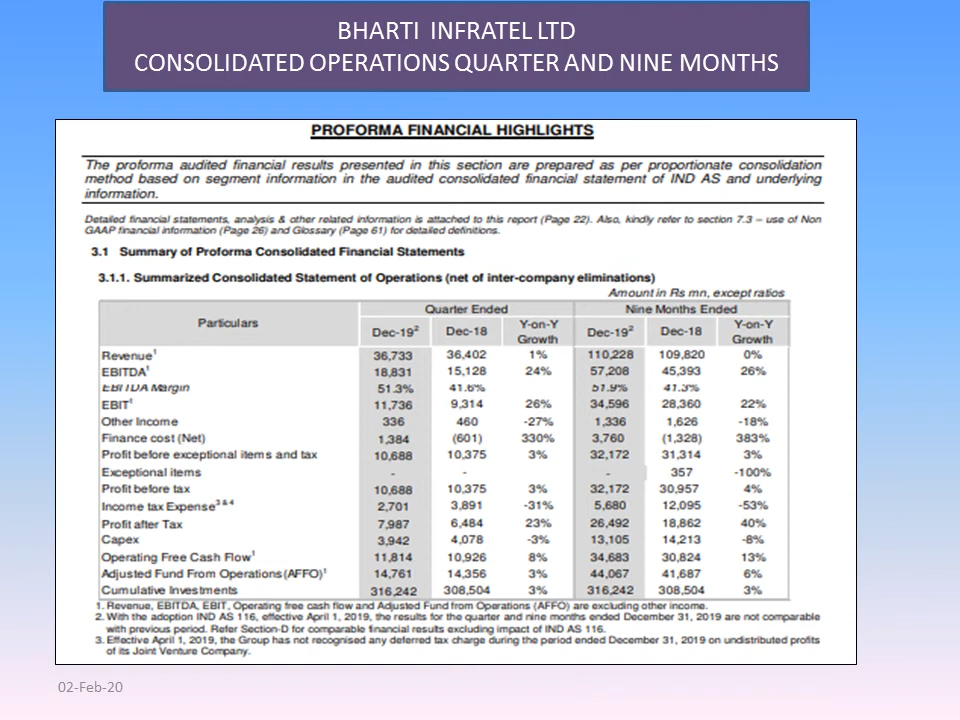 BHARTI INFRATEL LTD
CONSOLIDATED OPERATIONS QUARTER AND NINE MONTHS
PROFORMA FINANCIAL HIGHLIGHTS
The proforma audited financial results presented in this section are prepared as per proportionate consolidation
method based on segment information in the audited consolidated financial statement of IND AS and underlying
information.
Detailed financial statements, analysis & other related information is attached to this report (Page 22). Also, kindly refer to section 7.3 – use of Non
GAAP financial information (Page 26) and Glossary (Page 61) for detailed definitions.
3.1 Summary of Proforma Consolidated Financial Statements
3.1.1. Summarized Consolidated Statement of Operations (net of inter-company eliminations)
Amount in Rs mn, except ratios
Particulars Quarter Ended Nine Months Ended
Dec-19² Dec-18 Y-on-Y Growth Dec-19² Dec-18 Y-on-Y Growth
Revenue¹ 36,733 36,402 1% 110,228 109,820 0%
EBITDA¹ 18,831 15,128 24% 57,208 45,393 26%
EBITDA Margin 51.3% 41.6% 51.9% 41.3%
EBIT¹ 11,736 9,314 26% 34,596 28,360 22%
Other Income 336 460 -27% 1,336 1,626 -18%
Finance cost (Net) 1,384 (601) 330% 3,760 (1,328) 383%
Profit before exceptional items and tax 10,688 10,375 3% 32,172 31,314 3%
Exceptional items - - - 357 -100%
Profit before tax 10,688 10,375 3% 32,172 30,957 4%
Income tax Expense³ ᵃ ⁴ 2,701 3,891 -31% 5,680 12,095 -53%
Profit after Tax 7,987 6,484 23% 26,492 18,862 40%
Capex 3,942 4,078 -3% 13,105 14,213 -8%
Operating Free Cash Flow¹ 11,814 10,926 8% 34,683 30,824 13%
Adjusted Fund From Operations(AFFO)¹ 14,761 14,356 3% 44,067 41,687 6%
Cumulative Investments 316,242 308,504 3% 316,242 308,504 3%
1. Revenue, EBITDA, EBIT, Operating free cash flow and Adjusted Fund from Operations (AFFO) are excluding other income.
2. With the adoption IND AS 116, effective April 1, 2019, the results for the quarter and nine months ended December 31, 2019 are not comparable
with previous period. Refer Section-D for comparable financial results excluding impact of IND AS 116.
3. Effective April 1, 2019, the Group has not recognised any deferred tax charge during the period ended December 31, 2019 on undistributed profits
of its Joint Venture Company.
02-Feb-20